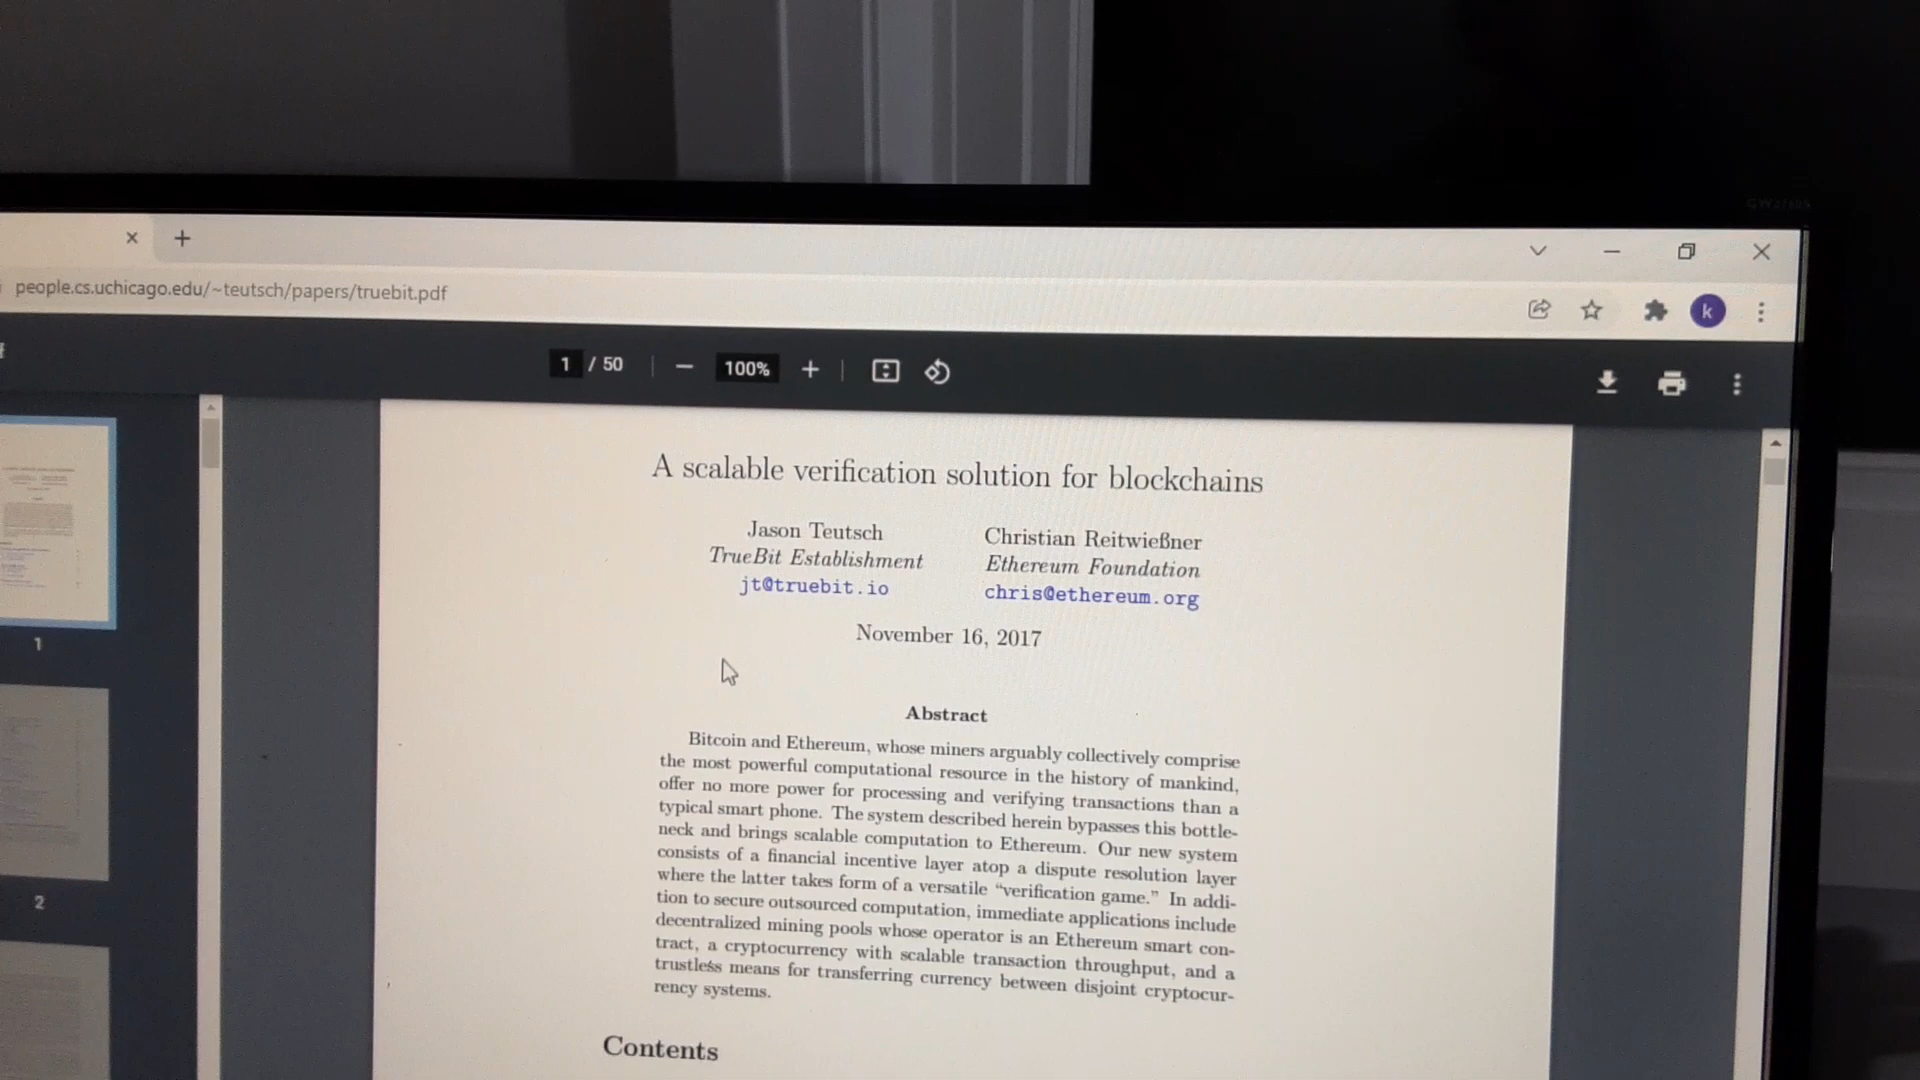 people.cs.uchicago.edu/~teutsch/papers/truebit.pdf
k
1 / 50
100%
A scalable verification solution for blockchains
Jason Teutsch
TrueBit Establishment
jt@truebit.io
Christian Reitwießner
Ethereum Foundation
chris@ethereum.org
November 16, 2017
Abstract
Bitcoin and Ethereum, whose miners arguably collectively comprise
the most powerful computational resource in the history of mankind,
offer no more power for processing and verifying transactions than a
typical smart phone. The system described herein bypasses this bottle-
neck and brings scalable computation to Ethereum. Our new system
consists of a financial incentive layer atop a dispute resolution layer
where the latter takes form of a versatile “verification game.” In addi-
tion to secure outsourced computation, immediate applications include
decentralized mining pools whose operator is an Ethereum smart con-
tract, a cryptocurrency with scalable transaction throughput, and a
trustless means for transferring currency between disjoint cryptocur-
rency systems.
Contents
1
2